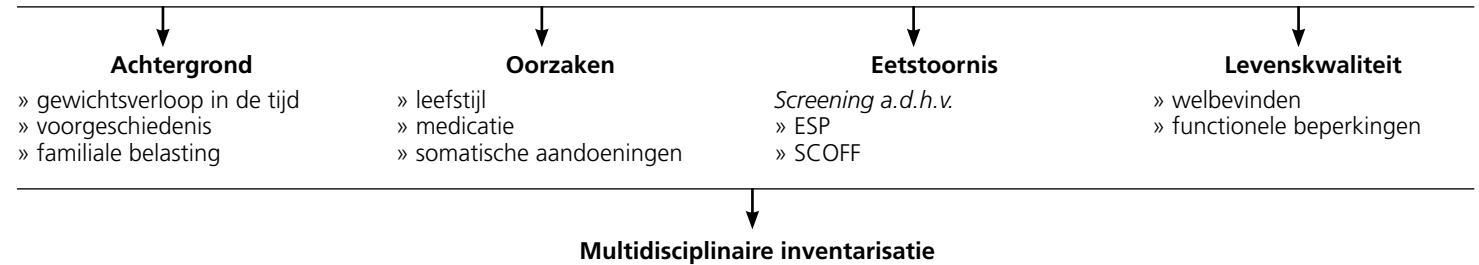 Achtergrond
» gewichtsverloop in de tijd
» voorgeschiedenis
» familiale belasting
Oorzaken
» leefstijl
» medicatie
» somatische aandoeningen
Eetstoornis
Screening a.d.h.v.
» ESP
» SCOFF
Levenskwaliteit
» welbevinden
» functionele beperkingen
Multidisciplinaire inventarisatie